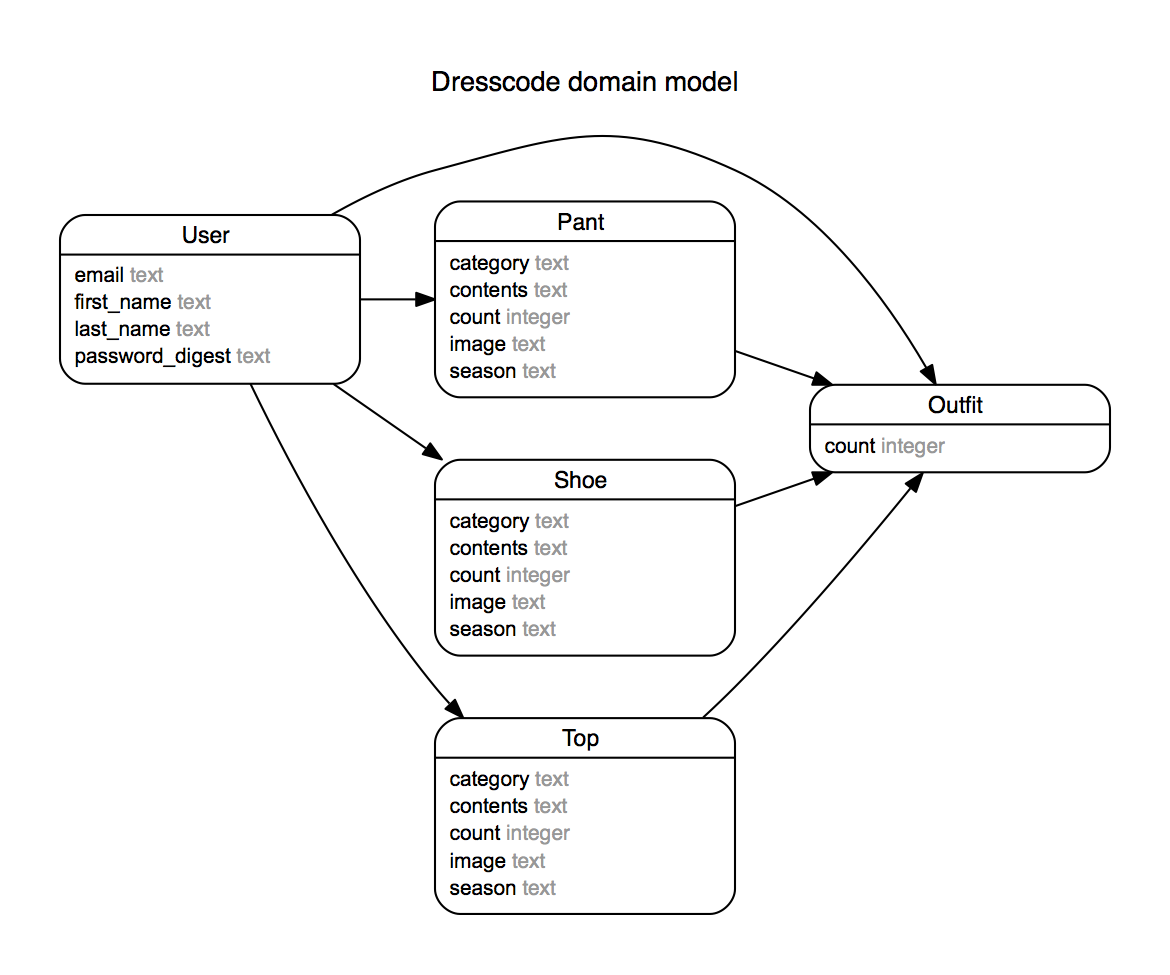 Dresscode domain model
User
email text
first_name text
last_name text
password_digest text
Pant
category text
contents text
count integer
image text
season text
Outfit
count integer
Shoe
category text
contents text
count integer
image text
season text
Top
category text
contents text
count integer
image text
season text